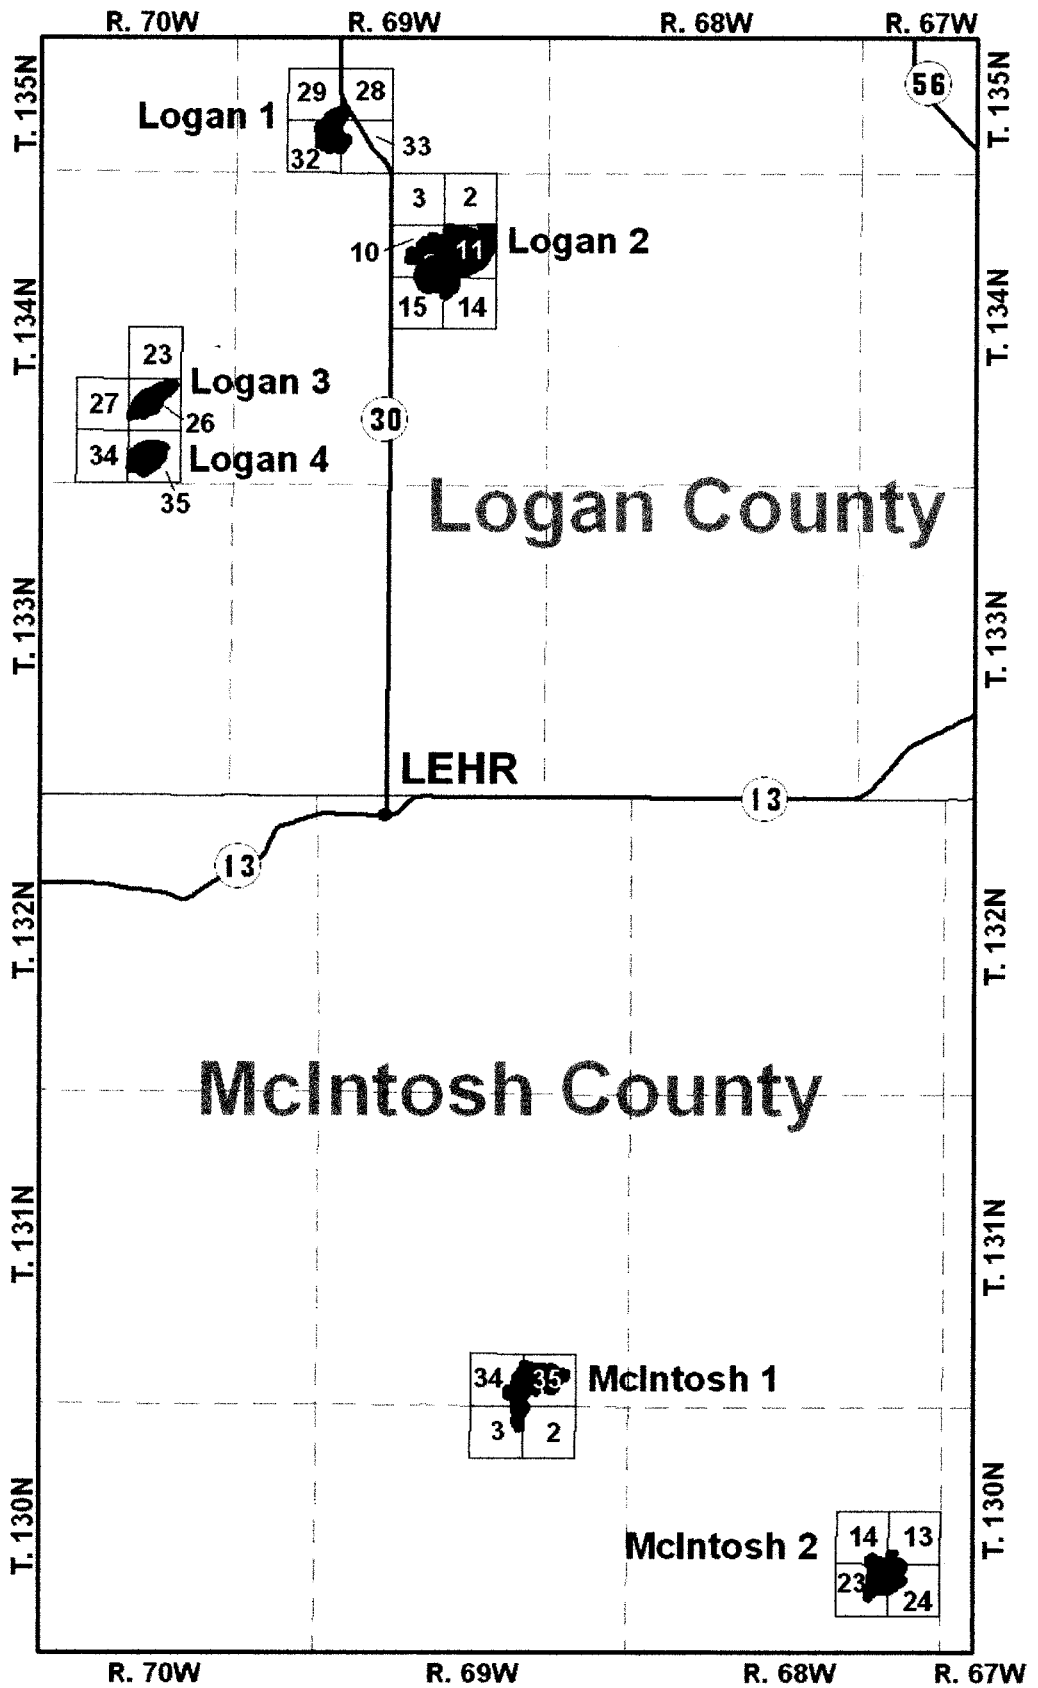 R. 70W R. 69W R. 68W R. 67W
T. 135N
T. 135N
56
29 28
Logan 1
32 33
3 2
10 11 Logan 2
15 14
T. 134N
T. 134N
23
Logan 3
27 26
30
34 Logan 4
35
Logan County
T. 133N
T. 133N
LEHR
13
13
T. 132N
T. 132N
McIntosh County
T. 131N
T. 131N
34 35 McIntosh 1
3 2
T. 130N
T. 130N
14 13
McIntosh 2
23 24
R. 70W R. 69W R. 68W R. 67W